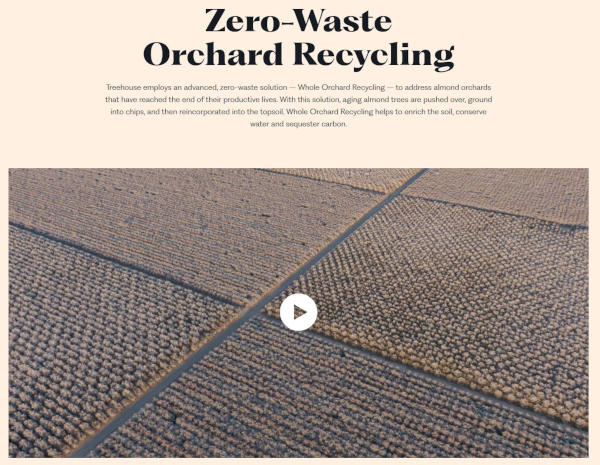 Zero-Waste
Orchard Recycling
Treehouse employs an advanced, zero-waste solution — Whole Orchard Recycling — to address almond orchards
that have reached the end of their productive lives. With this solution, aging almond trees are pushed over, ground
into chips, and then reincorporated into the topsoil. Whole Orchard Recycling helps to enrich the soil, conserve
water and sequester carbon.